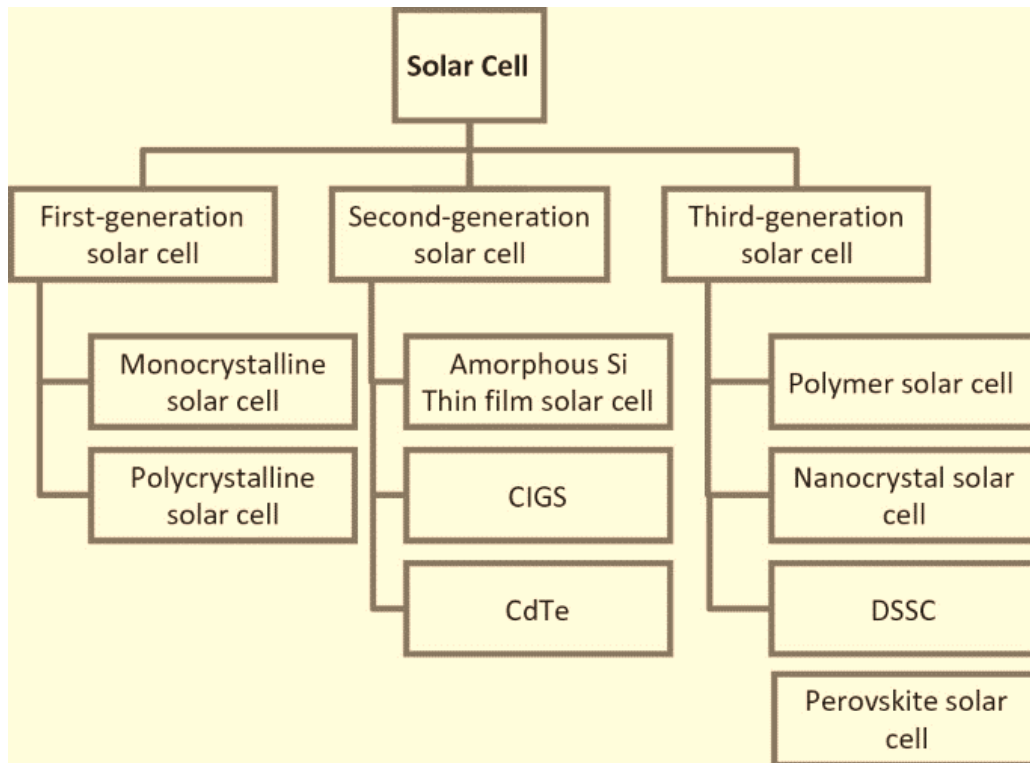 Solar Cell
First-generation
solar cell
Second-generation
solar cell
Third-generation
solar cell
Monocrystalline
solar cell
Polycrystalline
solar cell
Amorphous Si
Thin film solar cell
CIGS
CdTe
Polymer solar cell
Nanocrystal solar
cell
DSSC
Perovskite solar
cell